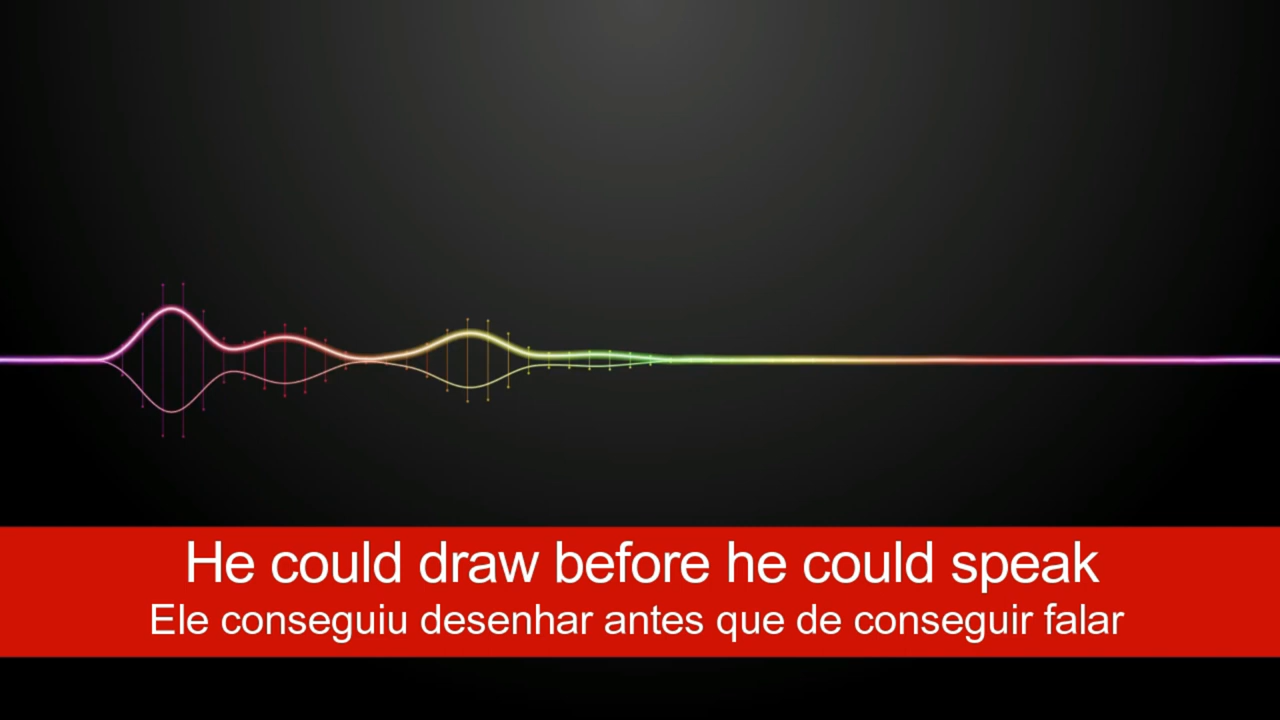 He could draw before he could speak
Ele conseguiu desenhar antes que de conseguir falar